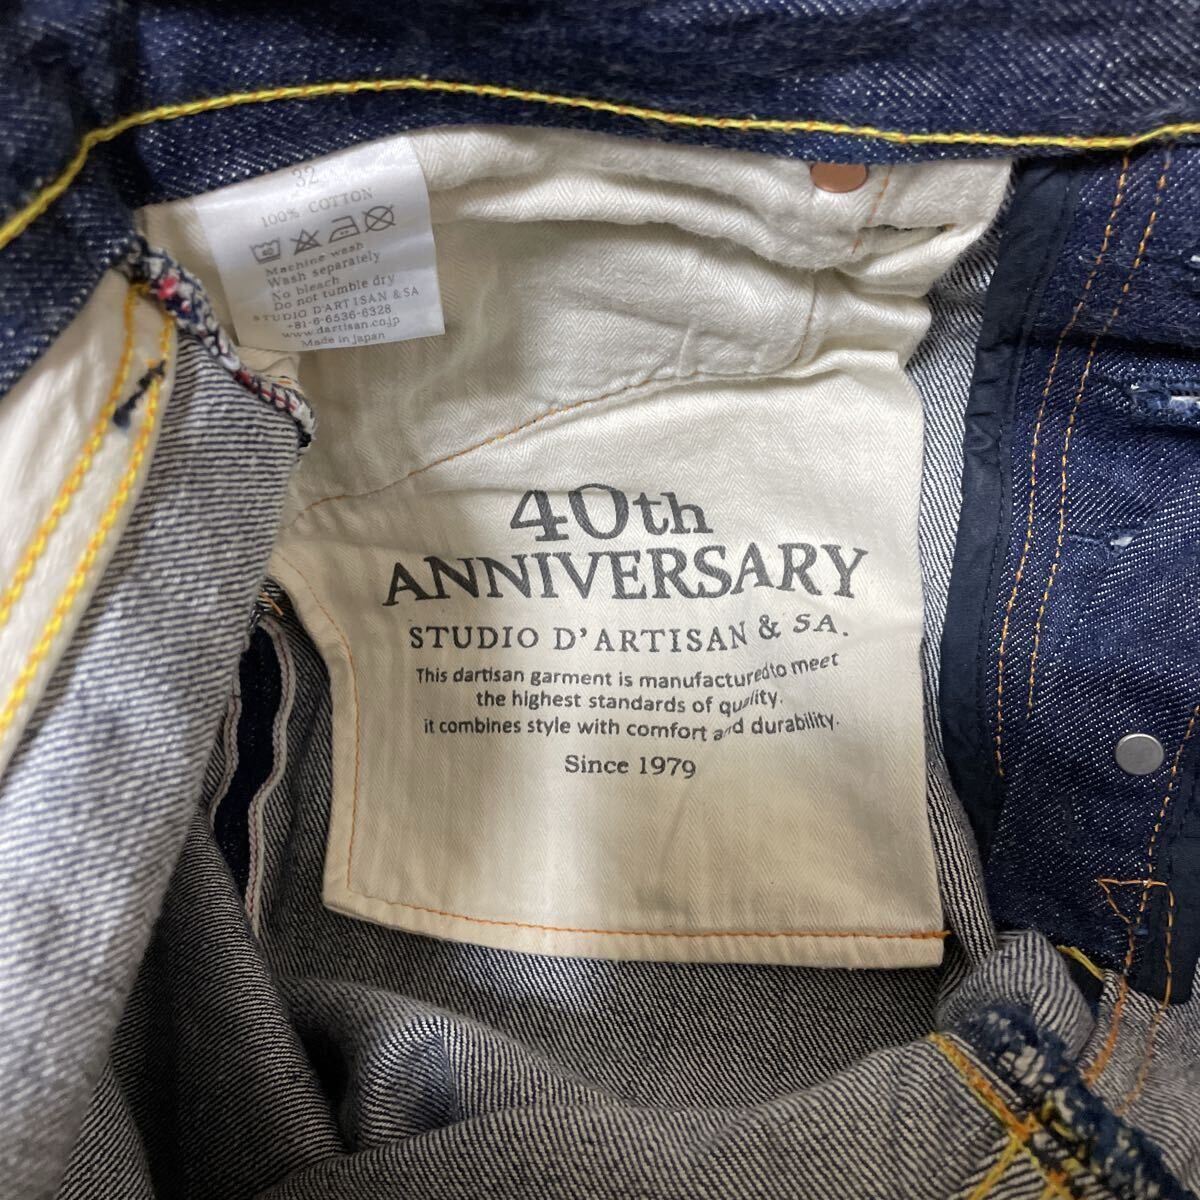 32
100% COTTON
Machine wash
Wash separately
No bleach
Do not tumble dry
STUDIO D'ARTISAN & SA
+81-6-6536-6328
www.dartisan.co.jp
Made in Japan
40th
ANNIVERSARY
STUDIO D'ARTISAN & SA.
This dartisan garment is manufactured to meet
the highest standards of quality.
it combines style with comfort and durability.
Since 1979